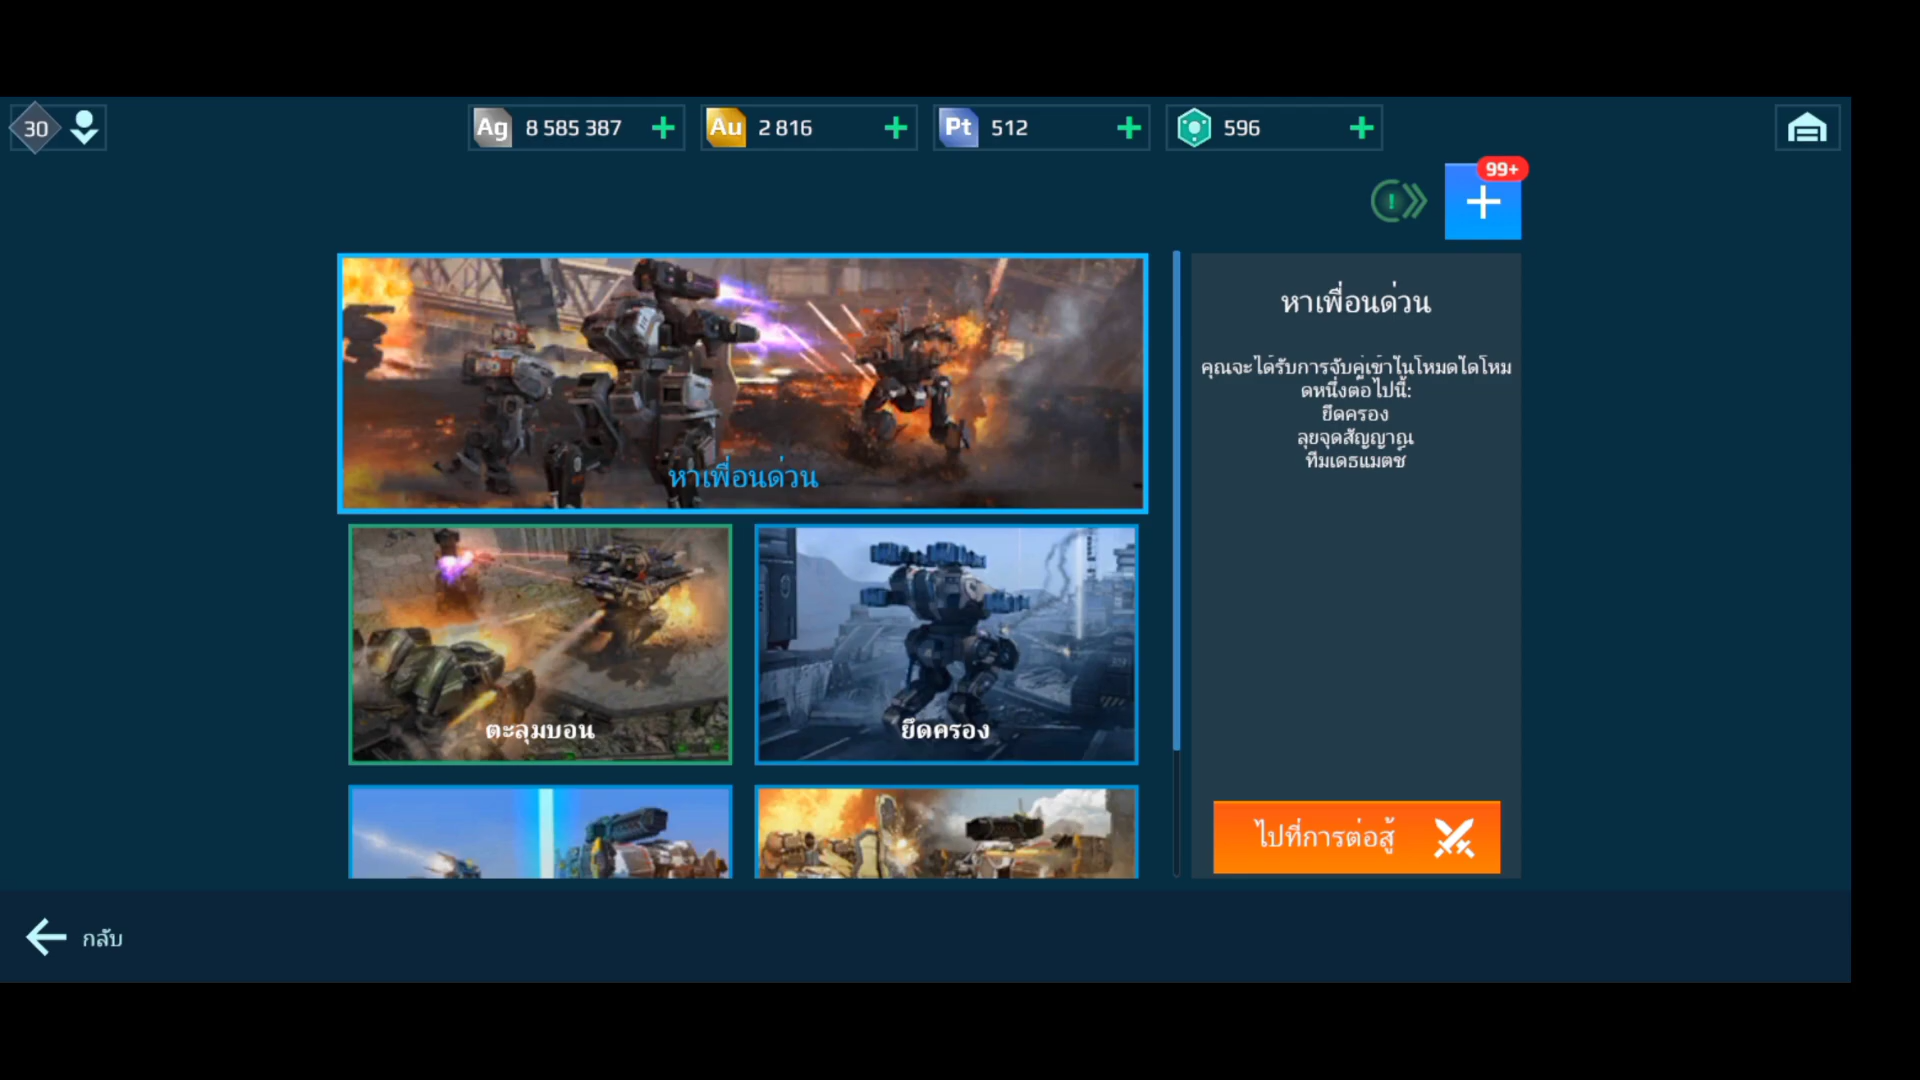 30
Ag 8 585 387
Au 2 816
Pt 512
596
99+
หาเพื่อนด่วน
หาเพื่อนด่วน
คุณจะได้รับการจับคู่เข้าในโหมดใดโหม
ดหนึ่งต่อไปนี้:
ยึดครอง
ลุยจุดสัญญาณ
ทีมเดธแมตช์
ตะลุมบอน
ยึดครอง
ไปที่การต่อสู้
กลับ